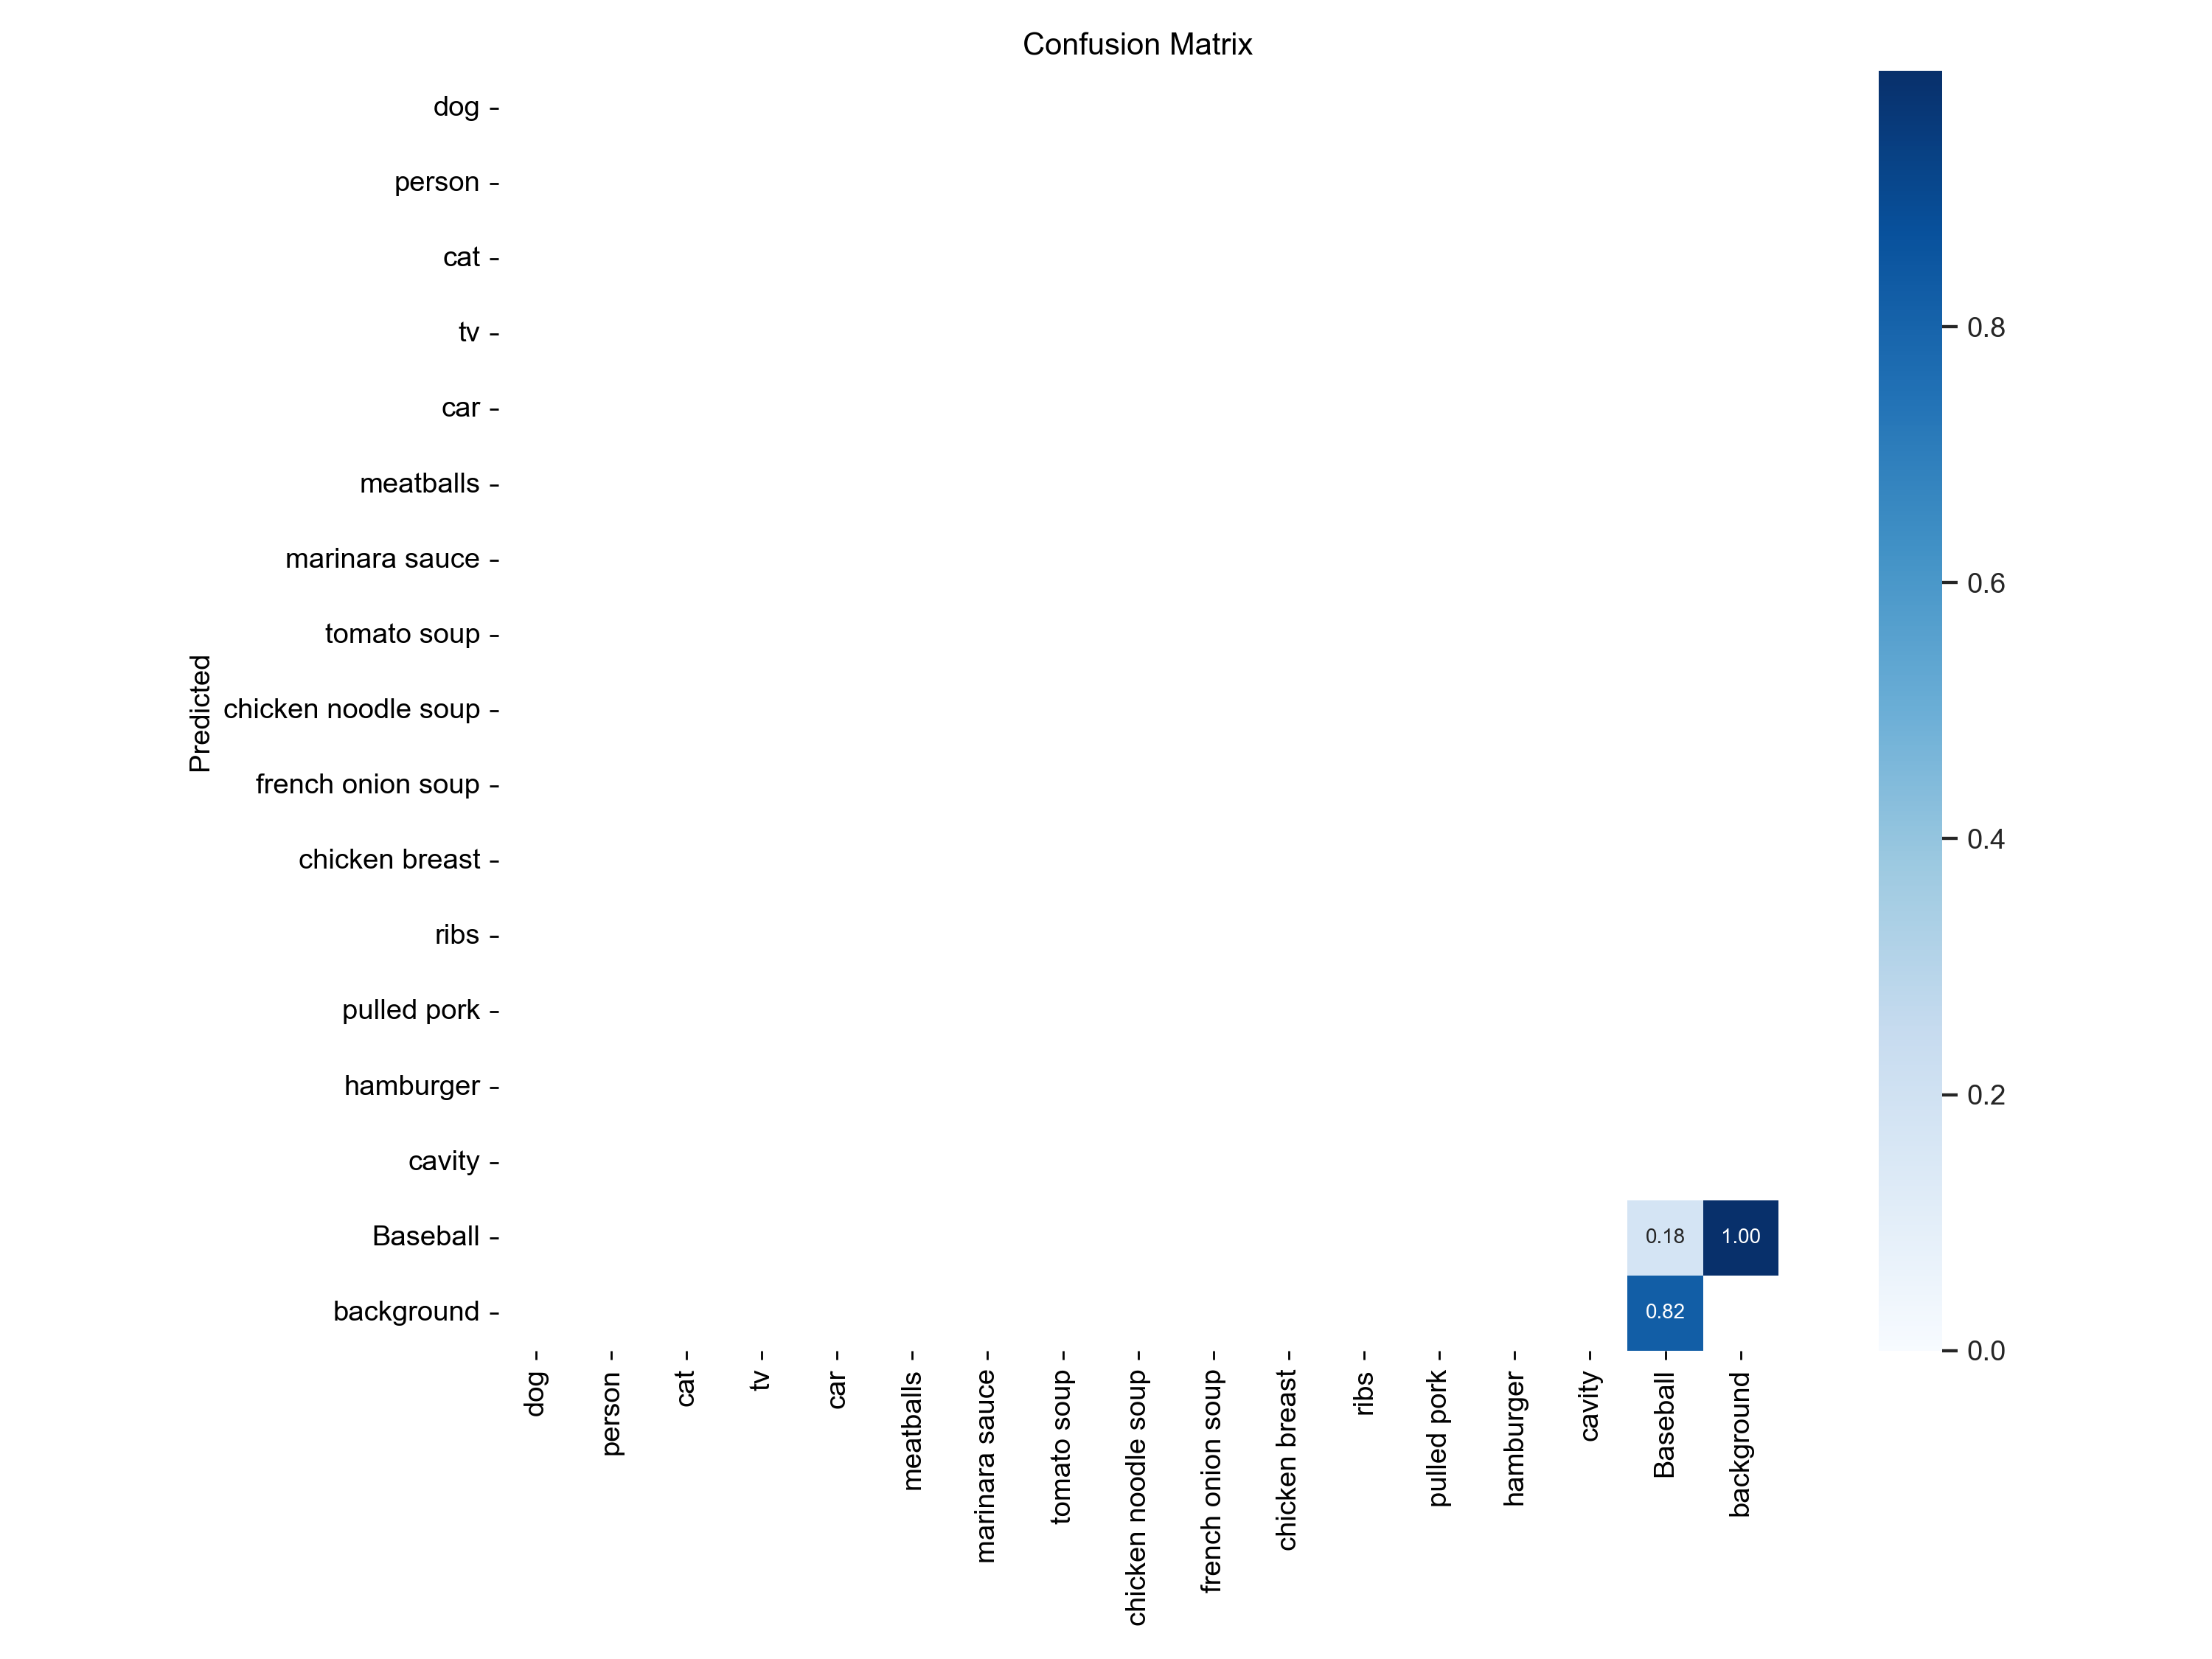 Confusion Matrix
Predicted
dog
person
cat
tv
car
meatballs
marinara sauce
tomato soup
chicken noodle soup
french onion soup
chicken breast
ribs
pulled pork
hamburger
cavity
Baseball
background
0.18
1.00
0.82
dog
person
cat
tv
car
meatballs
marinara sauce
tomato soup
chicken noodle soup
french onion soup
chicken breast
ribs
pulled pork
hamburger
cavity
Baseball
background
0.8
0.6
0.4
0.2
0.0